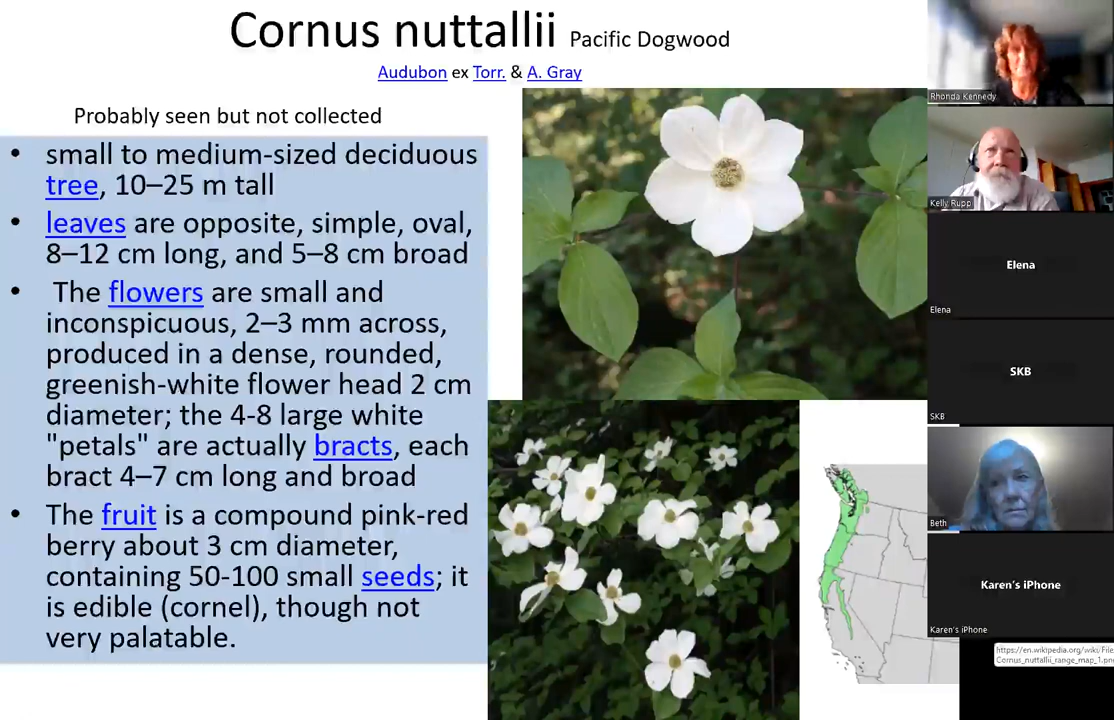 Cornus nuttallii Pacific Dogwood
Audubon ex Torr. & A. Gray
Probably seen but not collected
• small to medium-sized deciduous
tree, 10–25 m tall
• leaves are opposite, simple, oval,
8–12 cm long, and 5–8 cm broad
• The flowers are small and
inconspicuous, 2–3 mm across,
produced in a dense, rounded,
greenish-white flower head 2 cm
diameter; the 4-8 large white
"petals" are actually bracts, each
bract 4–7 cm long and broad
• The fruit is a compound pink-red
berry about 3 cm diameter,
containing 50-100 small seeds; it
is edible (cornel), though not
very palatable.
Rhonda Kennedy
Kelly Ruppi
Elena
Elena
SKB
SKB
Beth
Karen's iPhone
Karen's iPhone
https://en.wikipedia.org/wiki/File
Cornus_nuttallii_range_map_1.png